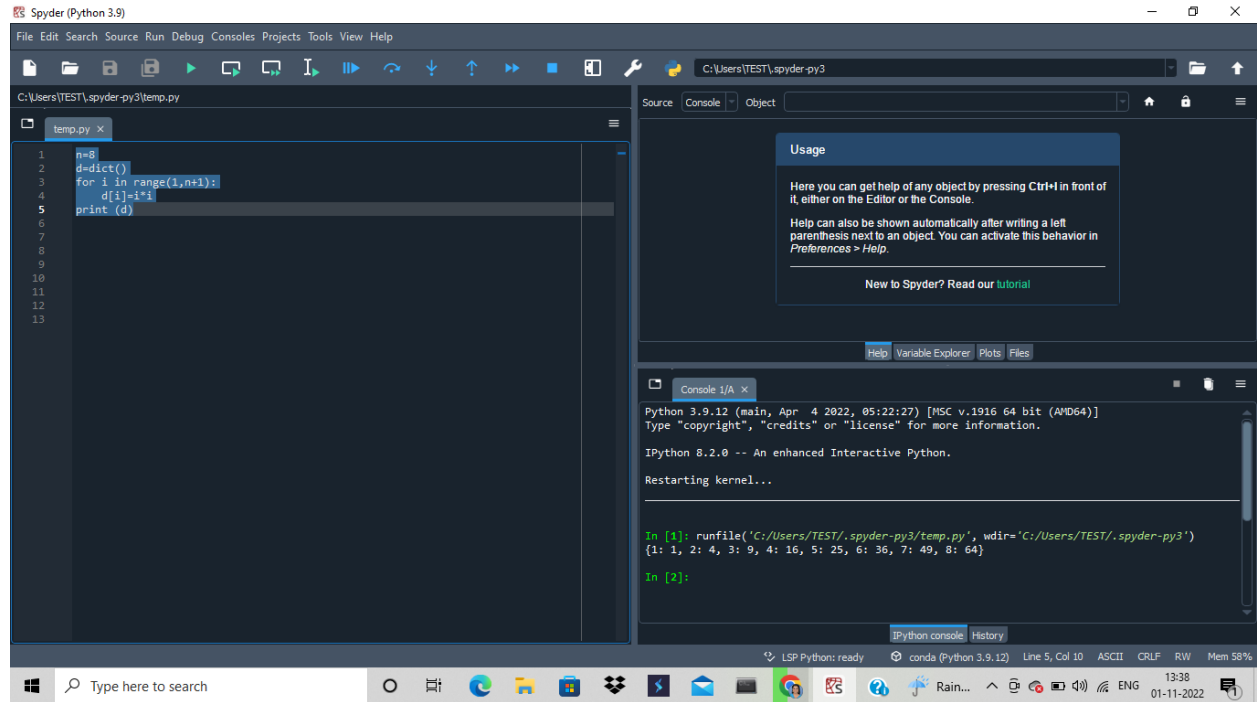 Spyder (Python 3.9)
File Edit Search Source Run Debug Consoles Projects Tools View Help
C:\Users\TEST\.spyder-py3
C:\Users\TEST\.spyder-py3\temp.py
temp.py
1 n=8
2 d=dict()
3 for i in range(1,n+1):
4     d[i]=i*i
5 print (d)
6
7
8
9
10
11
12
13
Source Console Object
Usage
Here you can get help of any object by pressing Ctrl+I in front of
it, either on the Editor or the Console.
Help can also be shown automatically after writing a left
parenthesis next to an object. You can activate this behavior in
Preferences > Help.
New to Spyder? Read our tutorial
Help Variable Explorer Plots Files
Console 1/A
Python 3.9.12 (main, Apr  4 2022, 05:22:27) [MSC v.1916 64 bit (AMD64)]
Type "copyright", "credits" or "license" for more information.
IPython 8.2.0 -- An enhanced Interactive Python.
Restarting kernel...
In [1]: runfile('C:/Users/TEST/.spyder-py3/temp.py', wdir='C:/Users/TEST/.spyder-py3')
{1: 1, 2: 4, 3: 9, 4: 16, 5: 25, 6: 36, 7: 49, 8: 64}
In [2]:
IPython console History
LSP Python: ready conda (Python 3.9.12) Line 5, Col 10 ASCII CRLF RW Mem 58%
Type here to search
Rain... ENG
13:38
01-11-2022
1